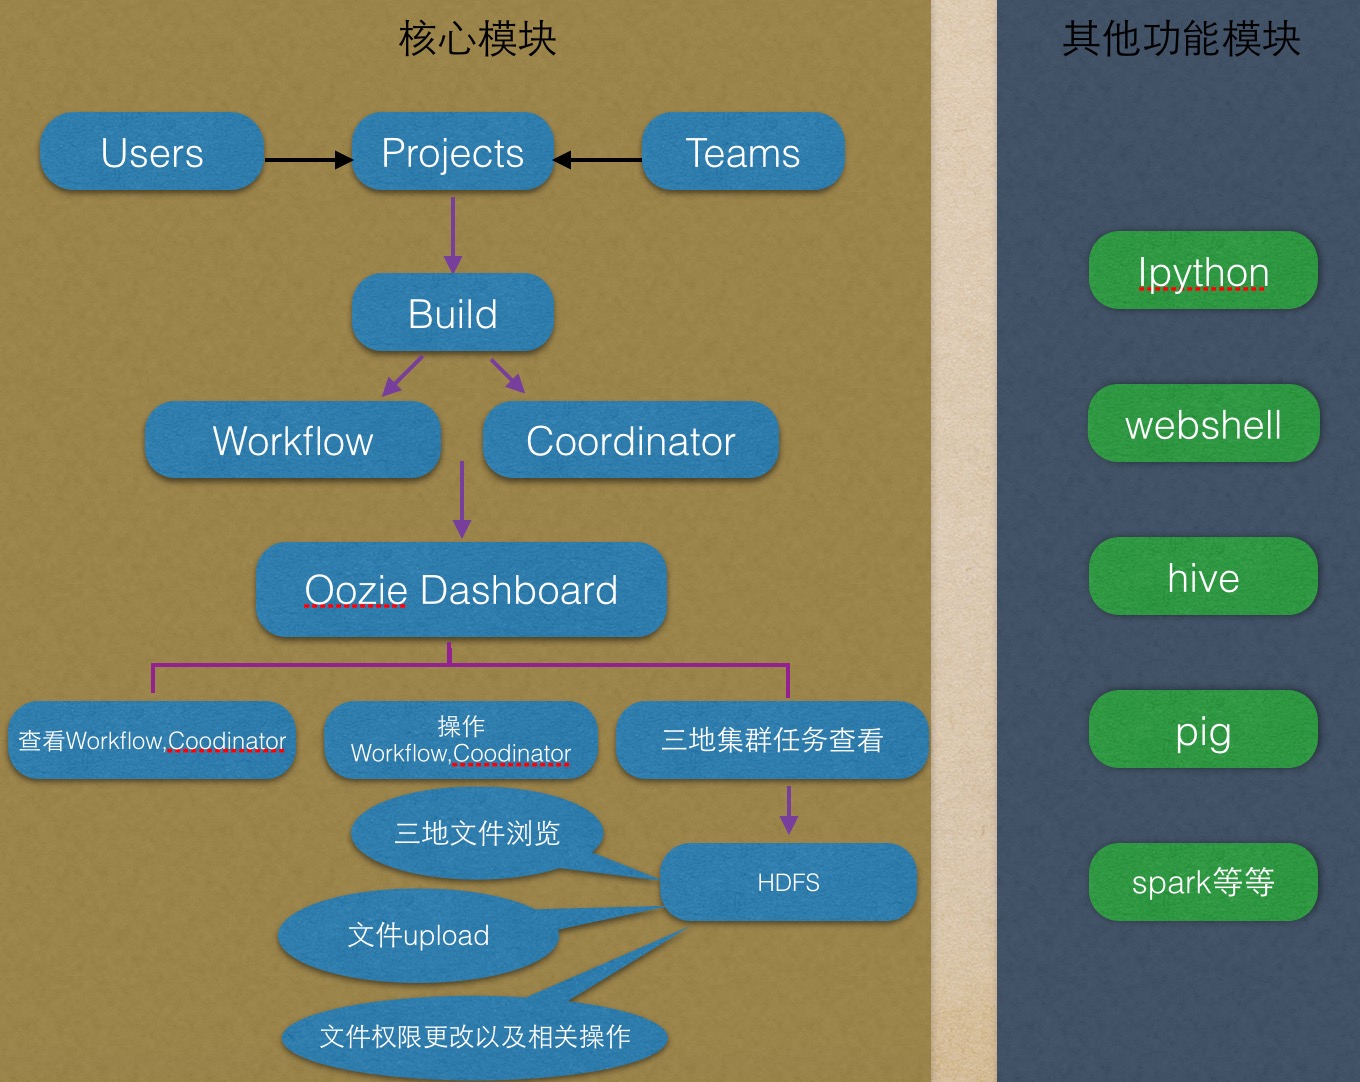 核心模块
其他功能模块
Users
Projects
Teams
Build
Workflow
Coordinator
Oozie Dashboard
查看Workflow,Coodinator
操作
Workflow,Coodinator
三地集群任务查看
三地文件浏览
HDFS
文件upload
文件权限更改以及相关操作
Ipython
webshell
hive
pig
spark等等